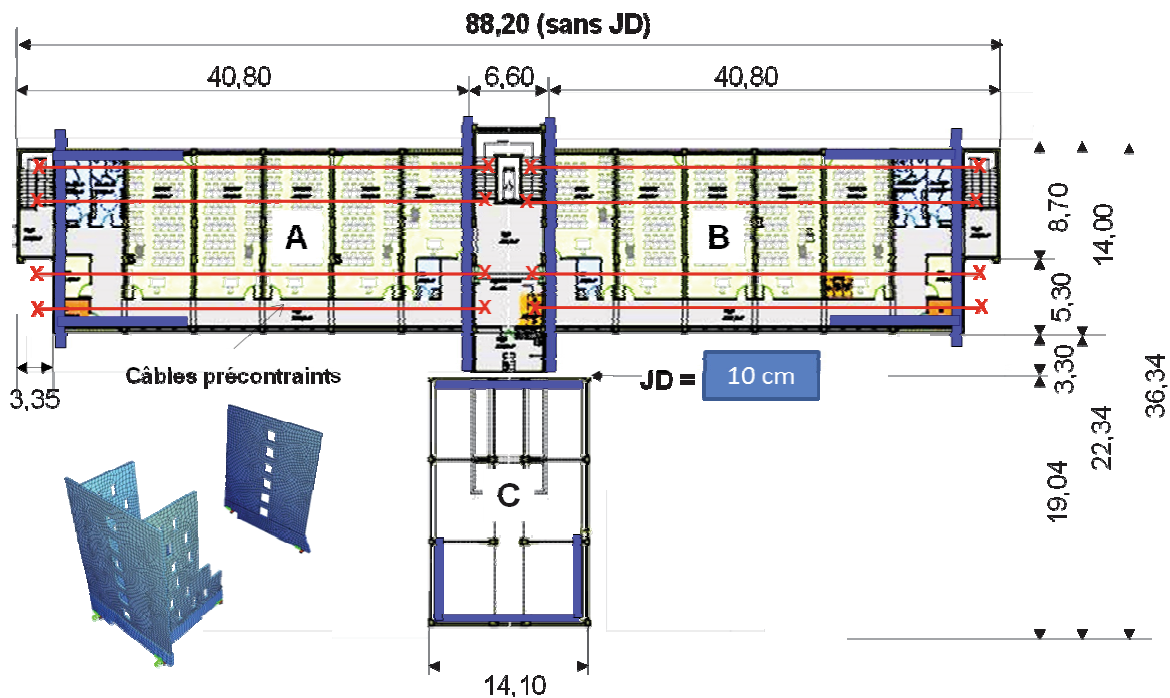 88,20 (sans JD)
40,80
6,60
40,80
A
B
8,70
14,00
5,30
3,30
36,34
22,34
19,04
Câbles précontraints
JD = 10 cm
3,35
C
14,10